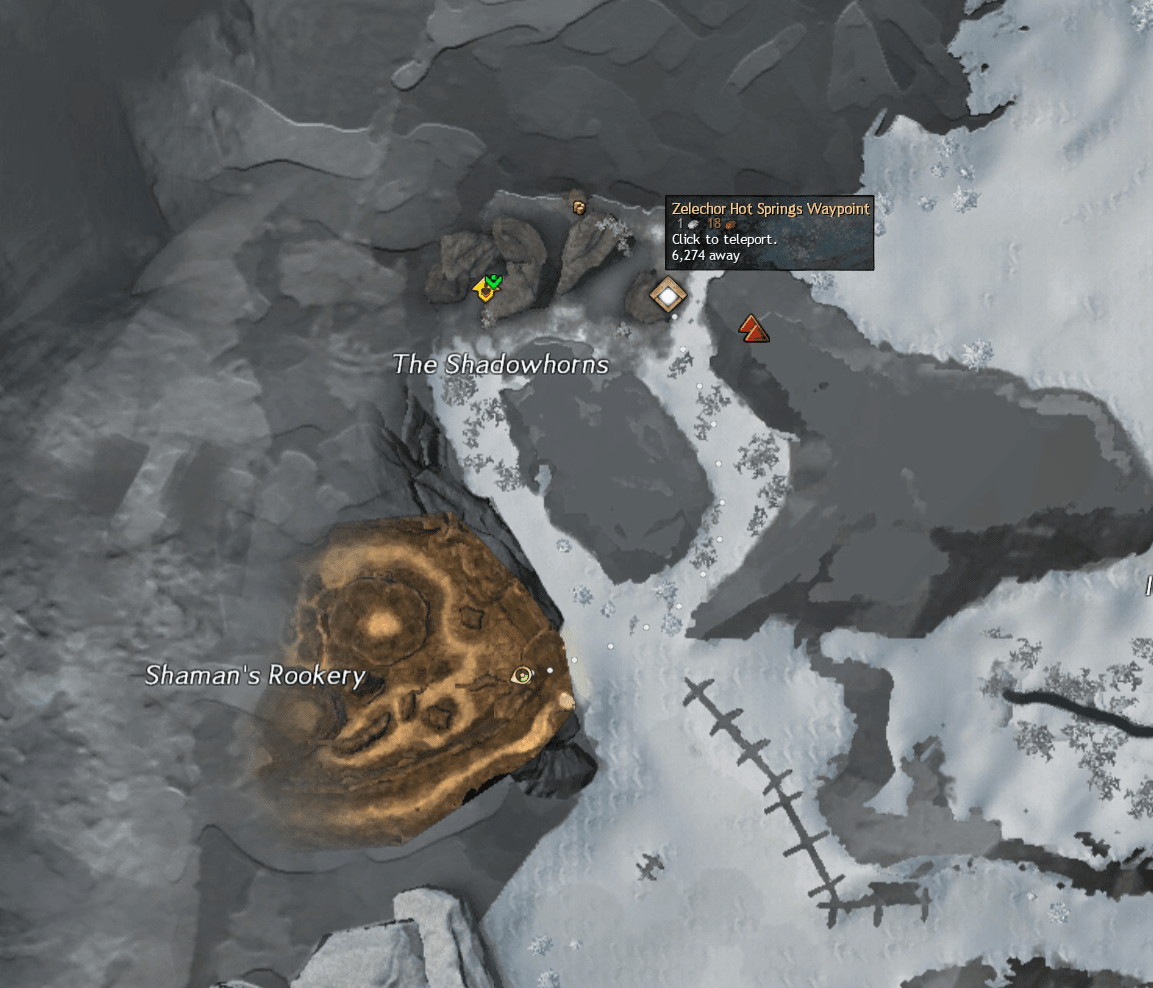 Zelechor Hot Springs Waypoint
1 18
Click to teleport.
6,274 away
The Shadowhorns
Shaman's Rookery